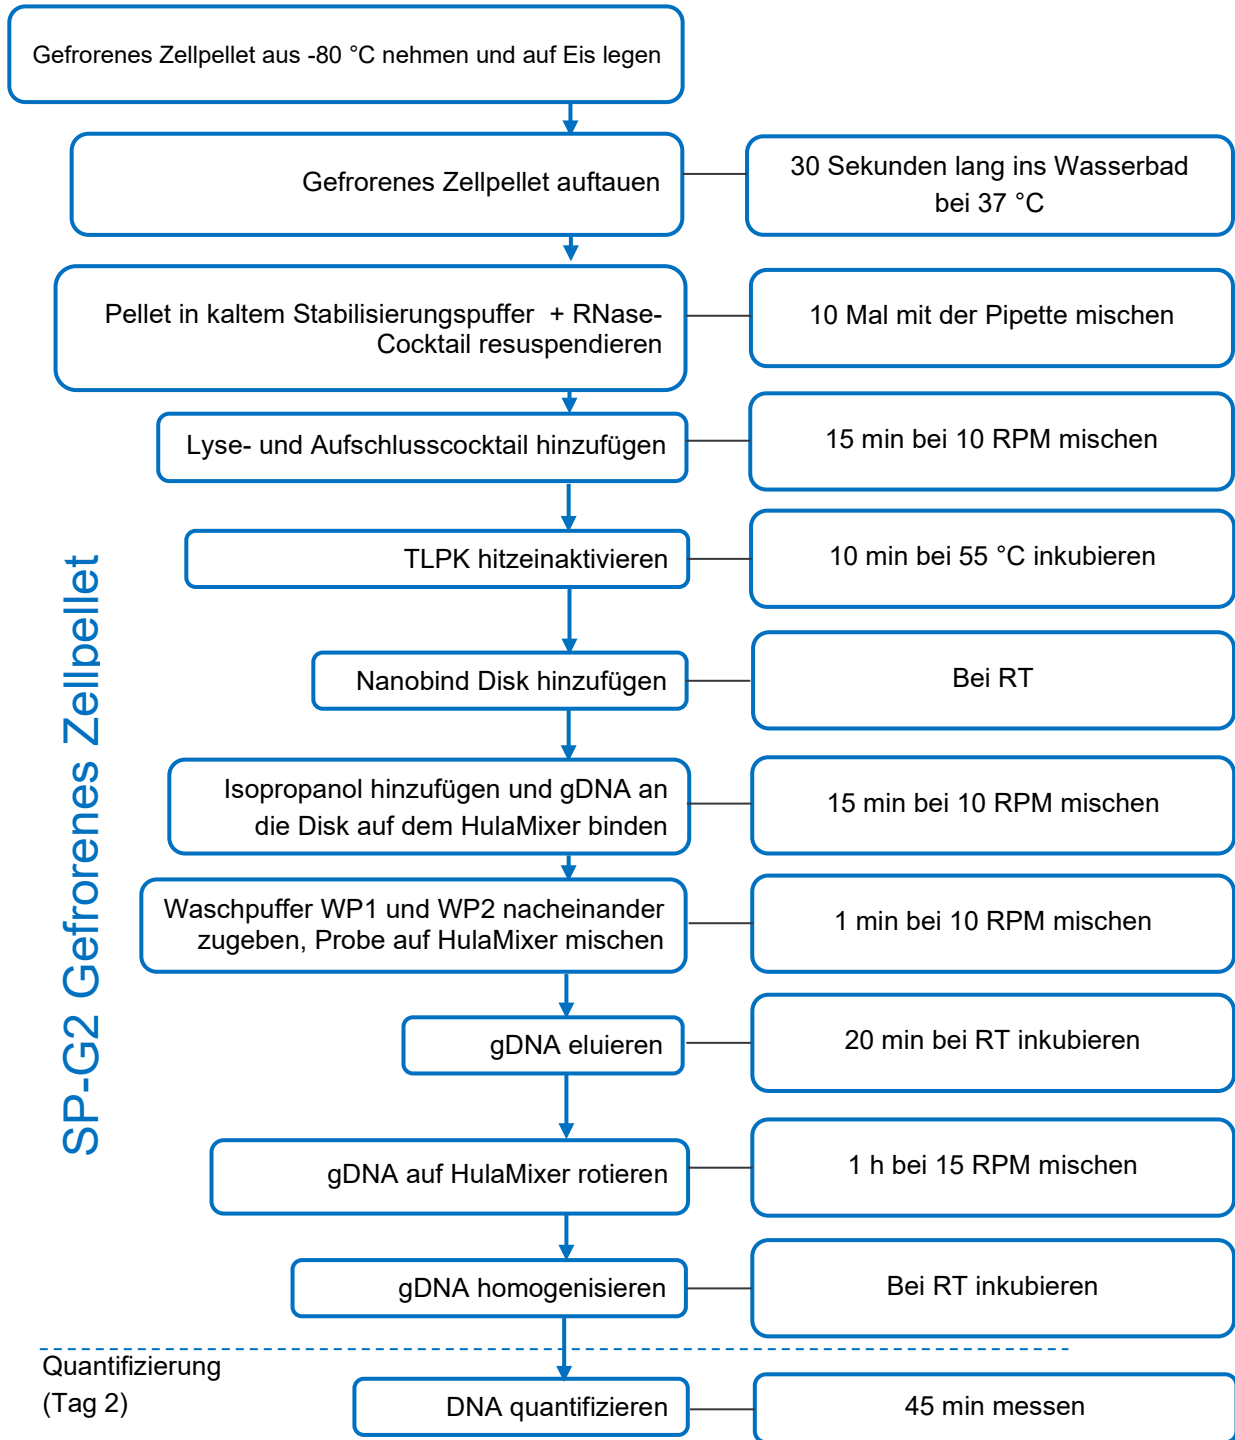 Gefrorenes Zellpellet aus -80 °C nehmen und auf Eis legen
Gefrorenes Zellpellet auftauen
30 Sekunden lang ins Wasserbad
bei 37 °C
Pellet in kaltem Stabilisierungspuffer + RNase-
Cocktail resuspendieren
10 Mal mit der Pipette mischen
Lyse- und Aufschlusscocktail hinzufügen
15 min bei 10 RPM mischen
TLPK hitzeinaktivieren
10 min bei 55 °C inkubieren
Nanobind Disk hinzufügen
Bei RT
Isopropanol hinzufügen und gDNA an
die Disk auf dem HulaMixer binden
15 min bei 10 RPM mischen
Waschpuffer WP1 und WP2 nacheinander
zugeben, Probe auf HulaMixer mischen
1 min bei 10 RPM mischen
gDNA eluieren
20 min bei RT inkubieren
gDNA auf HulaMixer rotieren
1 h bei 15 RPM mischen
gDNA homogenisieren
Bei RT inkubieren
SP-G2 Gefrorenes Zellpellet
Quantifizierung
(Tag 2)
DNA quantifizieren
45 min messen